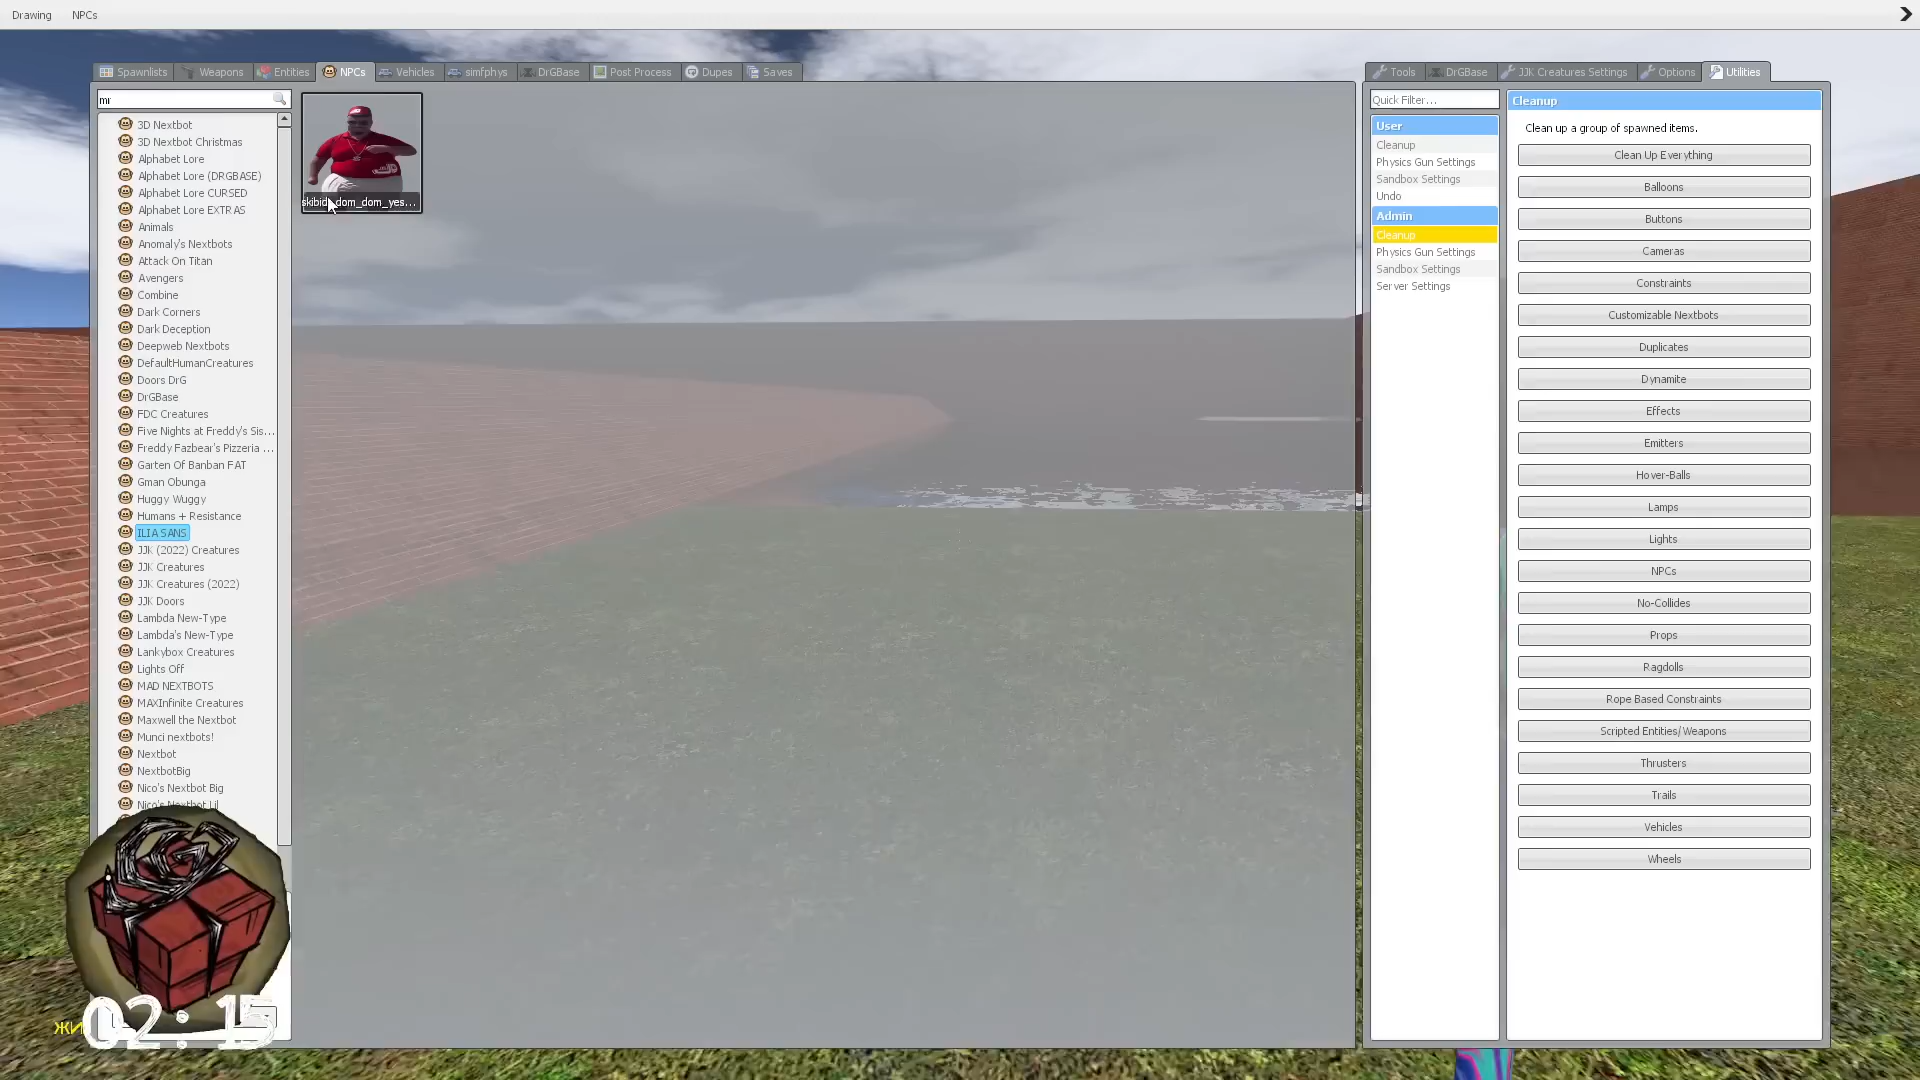 Drawing NPCs
Spawnlists Weapons Entities NPCs Vehicles simfphys DrGBase Post Process Dupes Saves
mr
3D Nextbot
3D Nextbot Christmas
Alphabet Lore
Alphabet Lore (DRGBASE)
Alphabet Lore CURSED
Alphabet Lore EXTRAS
Animals
Anomaly's Nextbots
Attack On Titan
Avengers
Combine
Dark Corners
Dark Deception
Deepweb Nextbots
DefaultHumanCreatures
Doors DrG
DrGBase
FDC Creatures
Five Nights at Freddy's Sis...
Freddy Fazbear's Pizzeria ...
Garten Of Banban FAT
Gman Obunga
Huggy Wuggy
Humans + Resistance
ILIA SANS
JJK (2022) Creatures
JJK Creatures
JJK Creatures (2022)
JJK Doors
Lambda New-Type
Lambda's New-Type
Lankybox Creatures
Lights Off
MAD NEXTBOTS
MAXInfinite Creatures
Maxwell the Nextbot
Munci nextbots!
Nextbot
NextbotBig
Nico's Nextbot Big
Nico's Nextbot Lil
02:15
skibidi_dom_dom_yes...
Tools DrGBase JJK Creatures Settings Options Utilities
Quick Filter...
User
Cleanup
Physics Gun Settings
Sandbox Settings
Undo
Admin
Cleanup
Physics Gun Settings
Sandbox Settings
Server Settings
Cleanup
Clean up a group of spawned items.
Clean Up Everything
Balloons
Buttons
Cameras
Constraints
Customizable Nextbots
Duplicates
Dynamite
Effects
Emitters
Hover-Balls
Lamps
Lights
NPCs
No-Collides
Props
Ragdolls
Rope Based Constraints
Scripted Entities/Weapons
Thrusters
Trails
Vehicles
Wheels